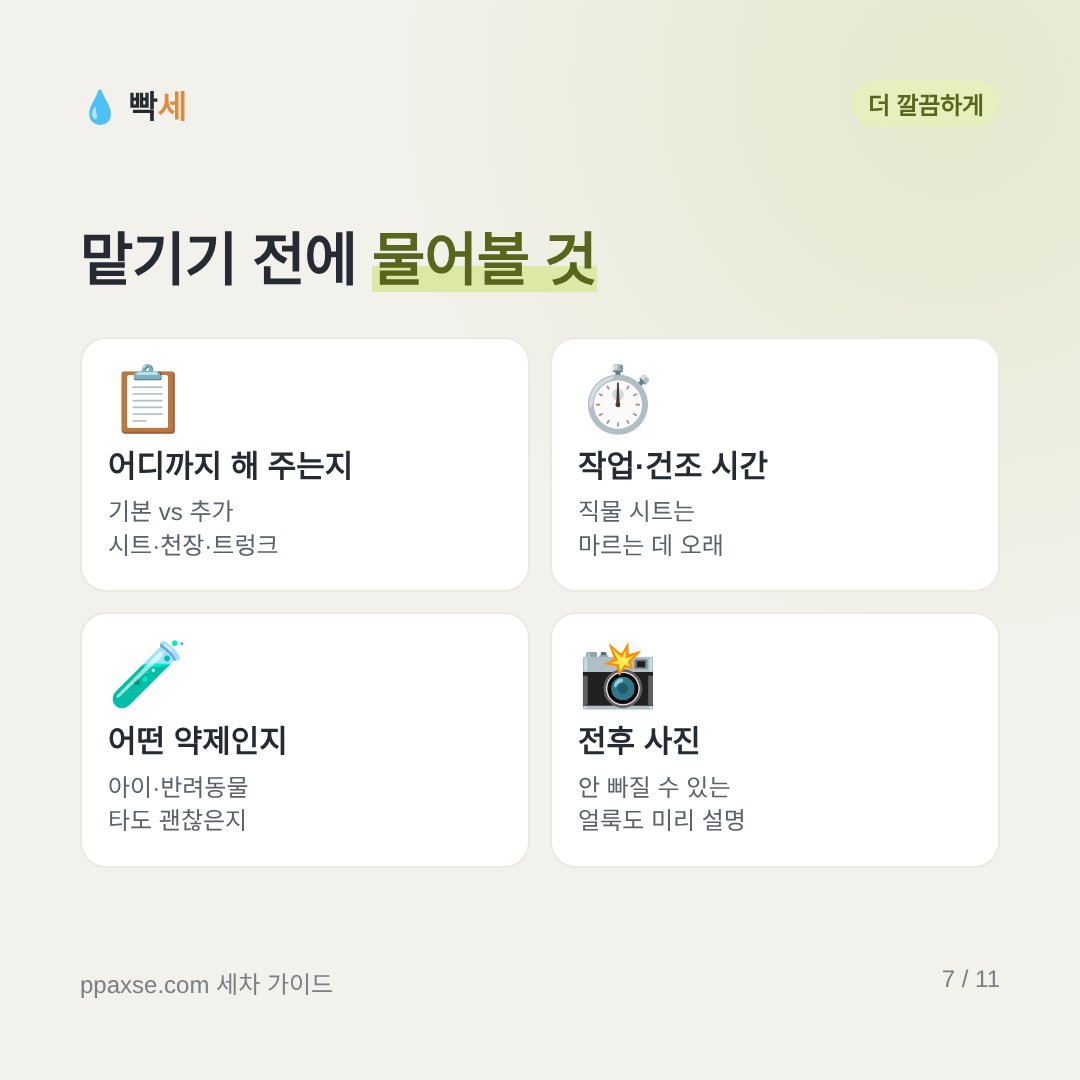 빡세
더 깔끔하게
맡기기 전에 물어볼 것
어디까지 해 주는지
기본 vs 추가
시트·천장·트렁크
작업·건조 시간
직물 시트는
마르는 데 오래
어떤 약제인지
아이·반려동물
타도 괜찮은지
전후 사진
안 빠질 수 있는
얼룩도 미리 설명
ppaxse.com 세차 가이드
7 / 11